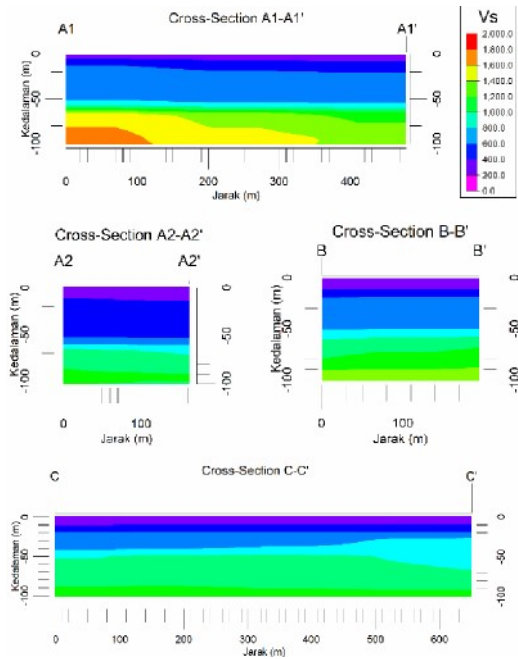 Cross-Section A1-A1'
A1
A1'
Kedalaman (m)
0
-50
-100
0
-50
-100
0
100
200
300
400
Jarak (m)
Vs
2,000.0
1,800.0
1,600.0
1,400.0
1,200.0
1,000.0
800.0
600.0
400.0
200.0
0.0
Cross-Section A2-A2'
A2
A2'
Kedalaman (m)
0
-50
-100
0
-50
-100
0
100
Jarak (m)
Cross-Section B-B'
B
B'
Kedalaman (m)
0
-50
-100
0
-50
-100
0
100
Jarak (m)
Cross-Section C-C'
C
C'
Kedalaman (m)
0
-50
-100
0
-50
-100
0
100
200
300
400
500
600
Jarak (m)